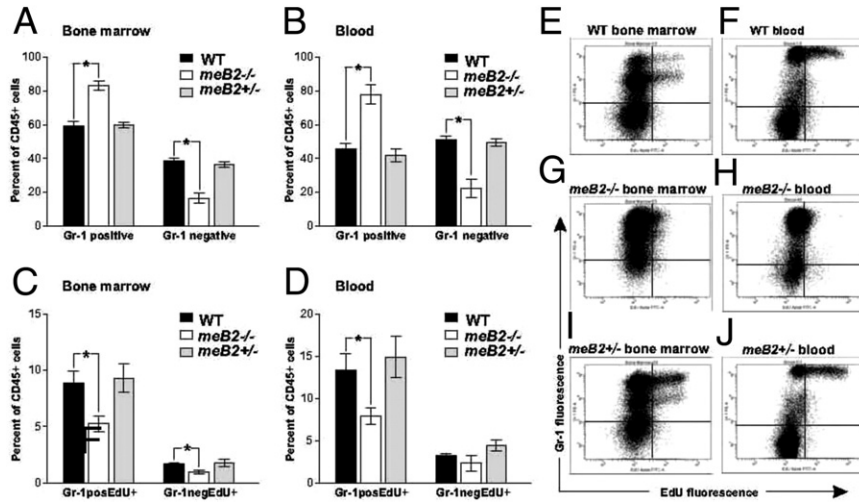 A
Bone marrow
WT
meB2-/-
meB2+/-
*
*
Percent of CD45+ cells
100
80
60
40
20
0
Gr-1 positive
Gr-1 negative
B
Blood
WT
meB2-/-
meB2+/-
*
*
Percent of CD45+ cells
100
80
60
40
20
0
Gr-1 positive
Gr-1 negative
C
Bone marrow
WT
meB2-/-
meB2+/-
*
*
Percent of CD45+ cells
15
10
5
0
Gr-1posEdU+
Gr-1negEdU+
D
Blood
WT
meB2-/-
meB2+/-
*
Percent of CD45+ cells
20
15
10
5
0
Gr-1posEdU+
Gr-1negEdU+
E
WT bone marrow
F
WT blood
G
meB2-/- bone marrow
H
meB2-/- blood
I
meB2+/- bone marrow
J
meB2+/- blood
Gr-1 fluorescence
EdU fluorescence